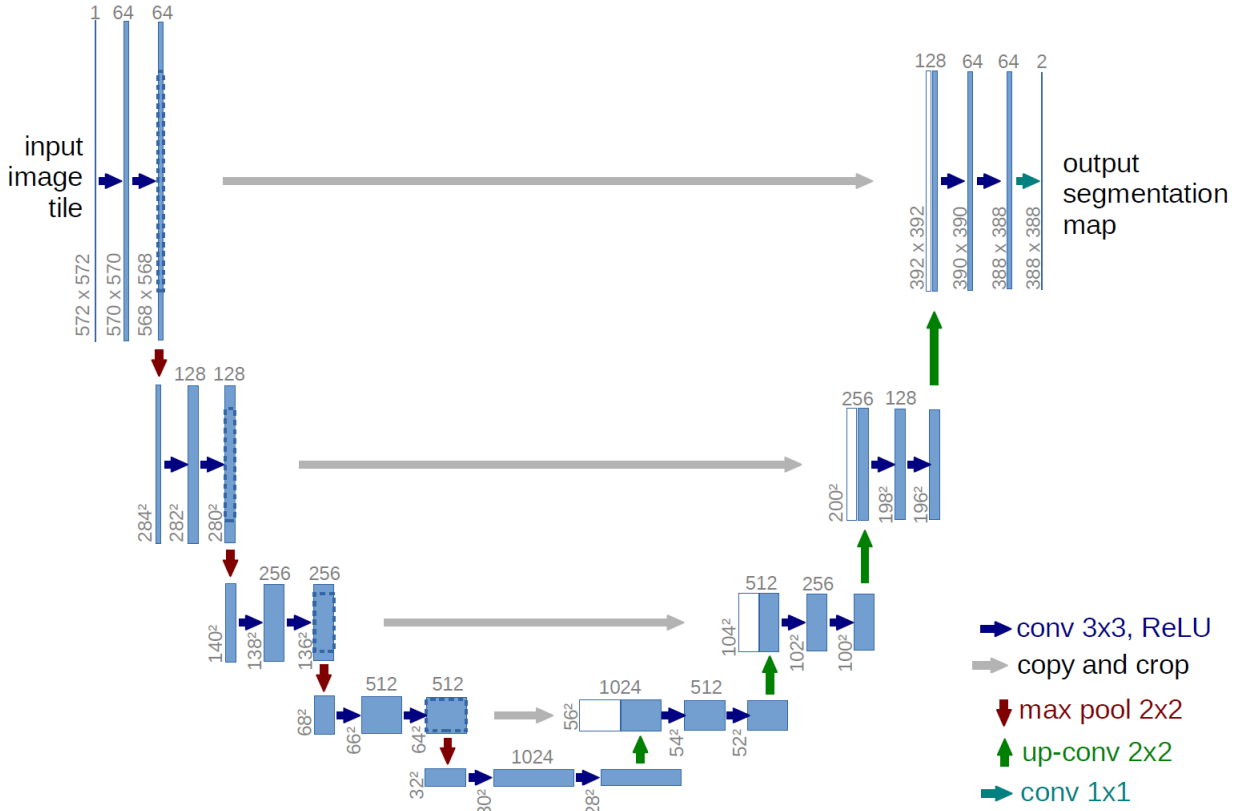 1 64 64
128 64 64 2
input
image
tile
output
segmentation
map
572 x 572
570 x 570
568 x 568
392 x 392
390 x 390
388 x 388
388 x 388
128 128
256 128
284²
282²
280²
200²
198²
196²
256 256
512 256
140²
138²
136²
104²
102²
100²
512 512
1024 512
68²
66²
64²
56²
54²
52²
1024
32²
30²
28²
conv 3x3, ReLU
copy and crop
max pool 2x2
up-conv 2x2
conv 1x1